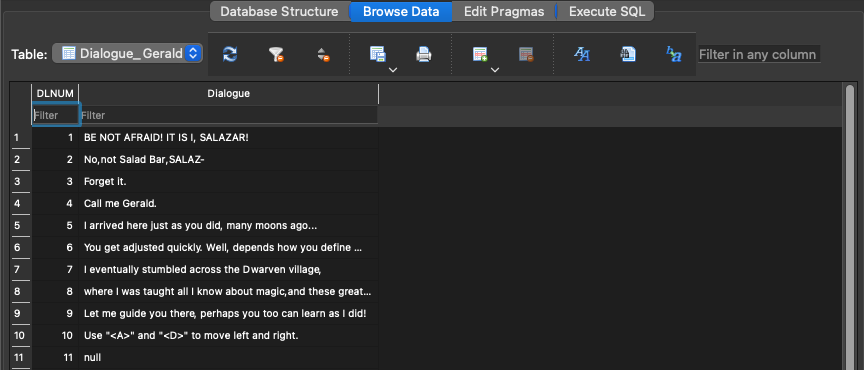 Database Structure Browse Data Edit Pragmas Execute SQL
Table: Dialogue_Gerald Filter in any column
DLNUM Dialogue
Filter Filter
1 1 BE NOT AFRAID! IT IS I, SALAZAR!
2 2 No,not Salad Bar,SALAZ-
3 3 Forget it.
4 4 Call me Gerald.
5 5 I arrived here just as you did, many moons ago...
6 6 You get adjusted quickly. Well, depends how you define ...
7 7 I eventually stumbled across the Dwarven village,
8 8 where I was taught all I know about magic,and these great...
9 9 Let me guide you there, perhaps you too can learn as I did!
10 10 Use "<A>" and "<D>" to move left and right.
11 11 null